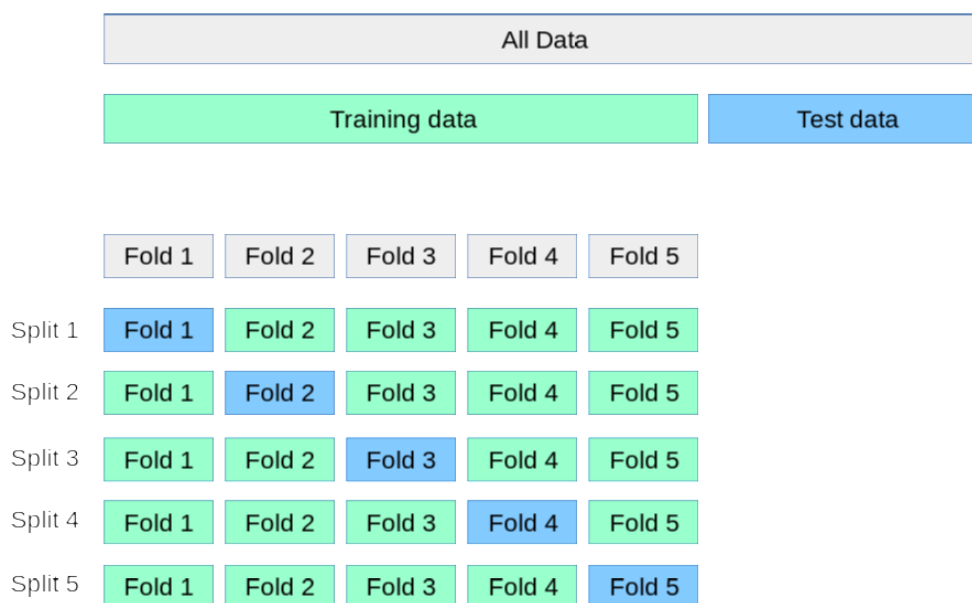 All Data
Training data Test data
Fold 1 Fold 2 Fold 3 Fold 4 Fold 5
Split 1 Fold 1 Fold 2 Fold 3 Fold 4 Fold 5
Split 2 Fold 1 Fold 2 Fold 3 Fold 4 Fold 5
Split 3 Fold 1 Fold 2 Fold 3 Fold 4 Fold 5
Split 4 Fold 1 Fold 2 Fold 3 Fold 4 Fold 5
Split 5 Fold 1 Fold 2 Fold 3 Fold 4 Fold 5